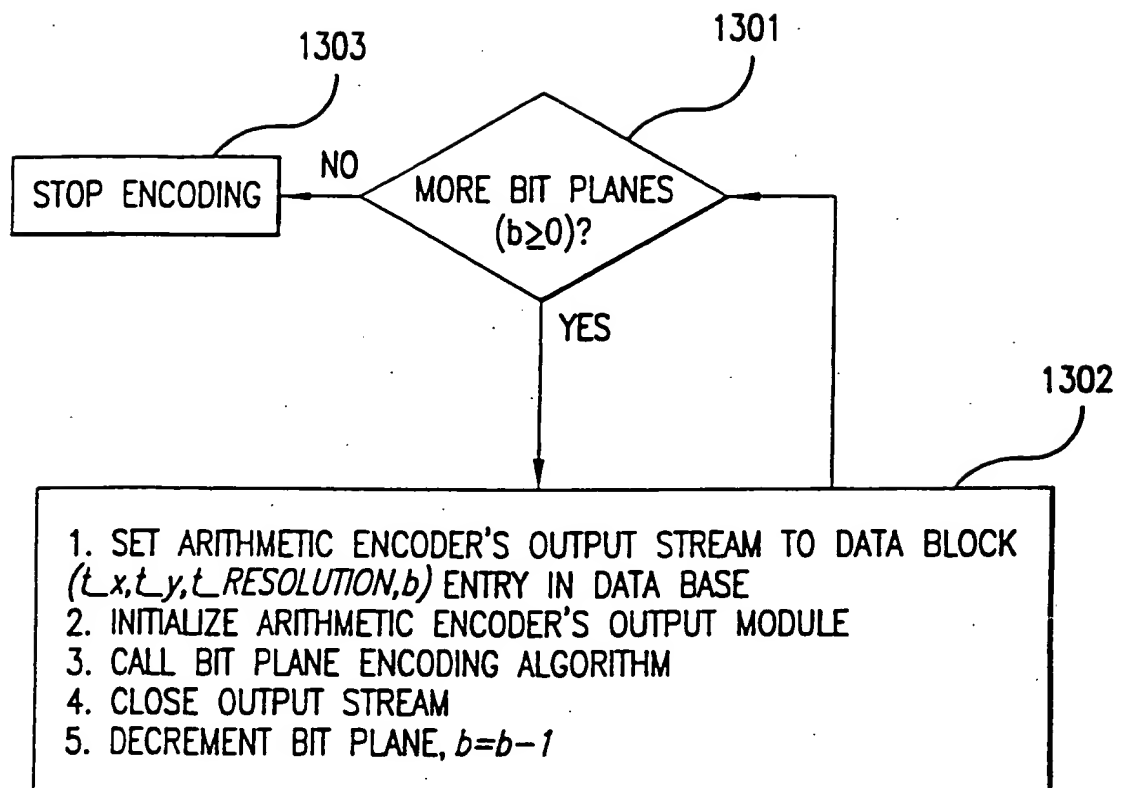 1303
1301
NO
STOP ENCODING
MORE BIT PLANES
(b≥0)?
YES
1302
1. SET ARITHMETIC ENCODER'S OUTPUT STREAM TO DATA BLOCK
(t_x,t_y,t_RESOLUTION,b) ENTRY IN DATA BASE
2. INITIALIZE ARITHMETIC ENCODER'S OUTPUT MODULE
3. CALL BIT PLANE ENCODING ALGORITHM
4. CLOSE OUTPUT STREAM
5. DECREMENT BIT PLANE, b=b-1